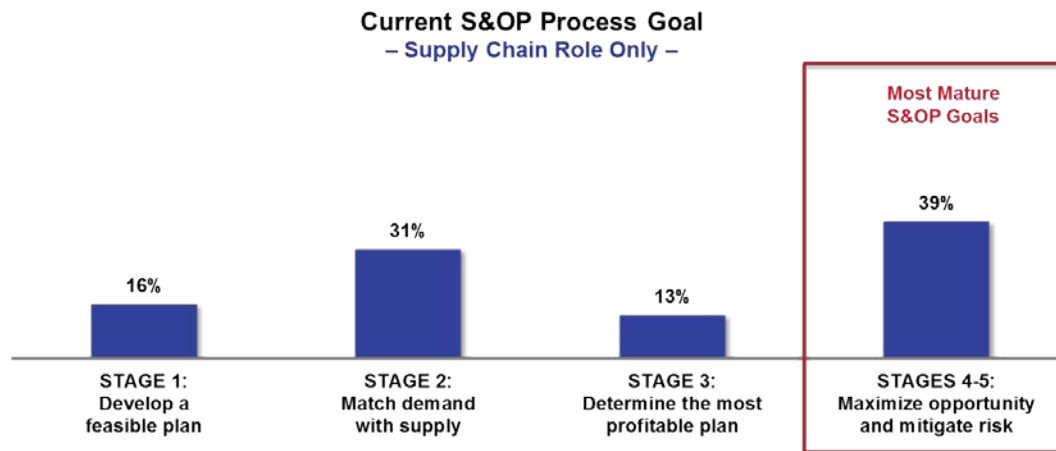 Current S&OP Process Goal
– Supply Chain Role Only –
Most Mature
S&OP Goals
16%
31%
13%
39%
STAGE 1:
Develop a
feasible plan
STAGE 2:
Match demand
with supply
STAGE 3:
Determine the most
profitable plan
STAGES 4-5:
Maximize opportunity
and mitigate risk